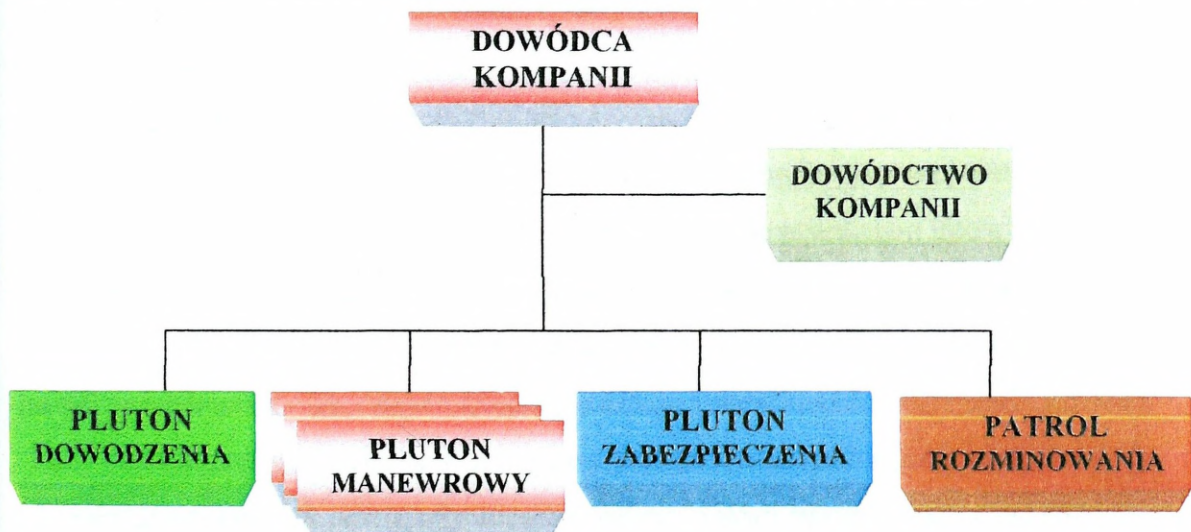 DOWÓDCA
KOMPANII
DOWÓDCTWO
KOMPANII
PLUTON
DOWODZENIA
PLUTON
MANEWROWY
PLUTON
ZABEZPIECZENIA
PATROL
ROZMINOWANIA